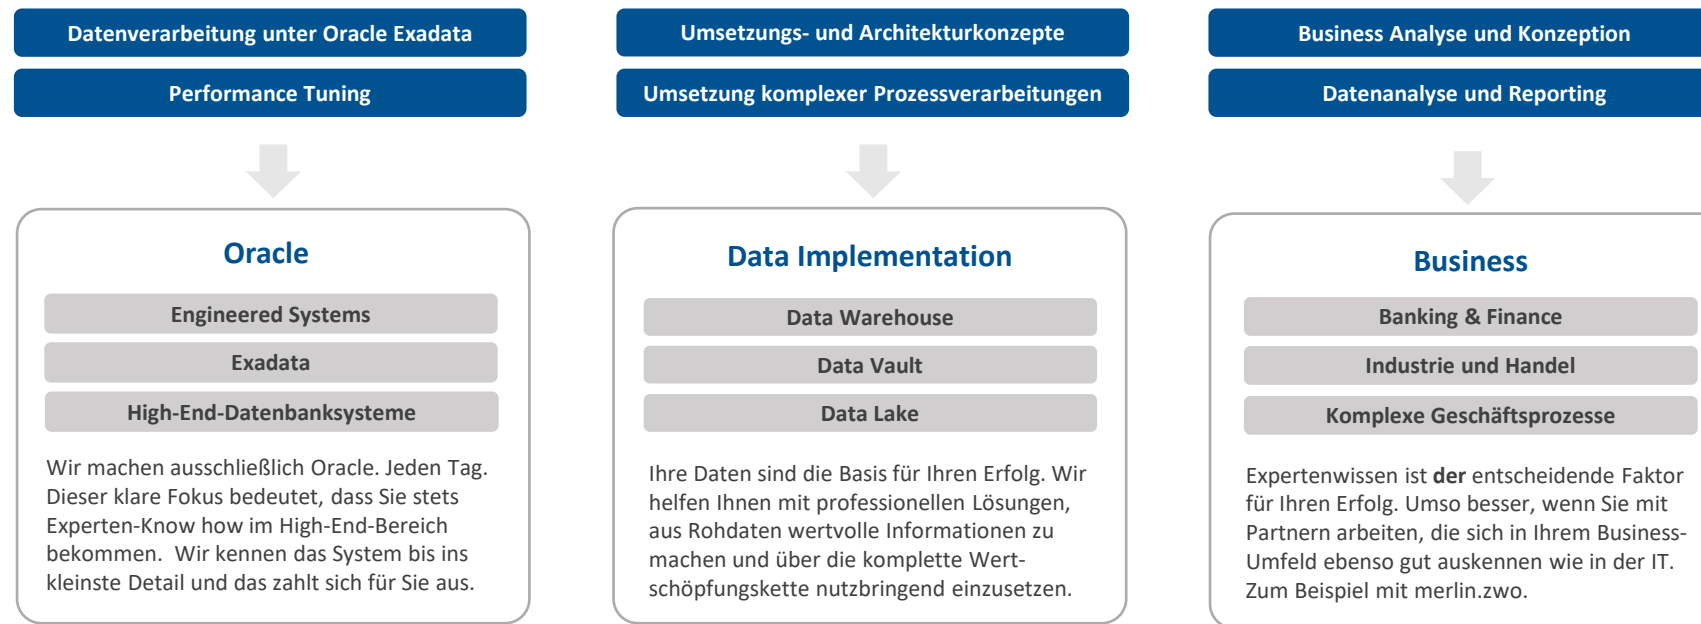 Datenverarbeitung unter Oracle Exadata
Performance Tuning
Oracle
Engineered Systems
Exadata
High-End-Datenbanksysteme
Wir machen ausschließlich Oracle. Jeden Tag.
Dieser klare Fokus bedeutet, dass Sie stets
Experten-Know how im High-End-Bereich
bekommen.  Wir kennen das System bis ins
kleinste Detail und das zahlt sich für Sie aus.
Umsetzungs- und Architekturkonzepte
Umsetzung komplexer Prozessverarbeitungen
Data Implementation
Data Warehouse
Data Vault
Data Lake
Ihre Daten sind die Basis für Ihren Erfolg. Wir
helfen Ihnen mit professionellen Lösungen,
aus Rohdaten wertvolle Informationen zu
machen und über die komplette Wert-
schöpfungskette nutzbringend einzusetzen.
Business Analyse und Konzeption
Datenanalyse und Reporting
Business
Banking & Finance
Industrie und Handel
Komplexe Geschäftsprozesse
Expertenwissen ist der entscheidende Faktor
für Ihren Erfolg. Umso besser, wenn Sie mit
Partnern arbeiten, die sich in Ihrem Business-
Umfeld ebenso gut auskennen wie in der IT.
Zum Beispiel mit merlin.zwo.